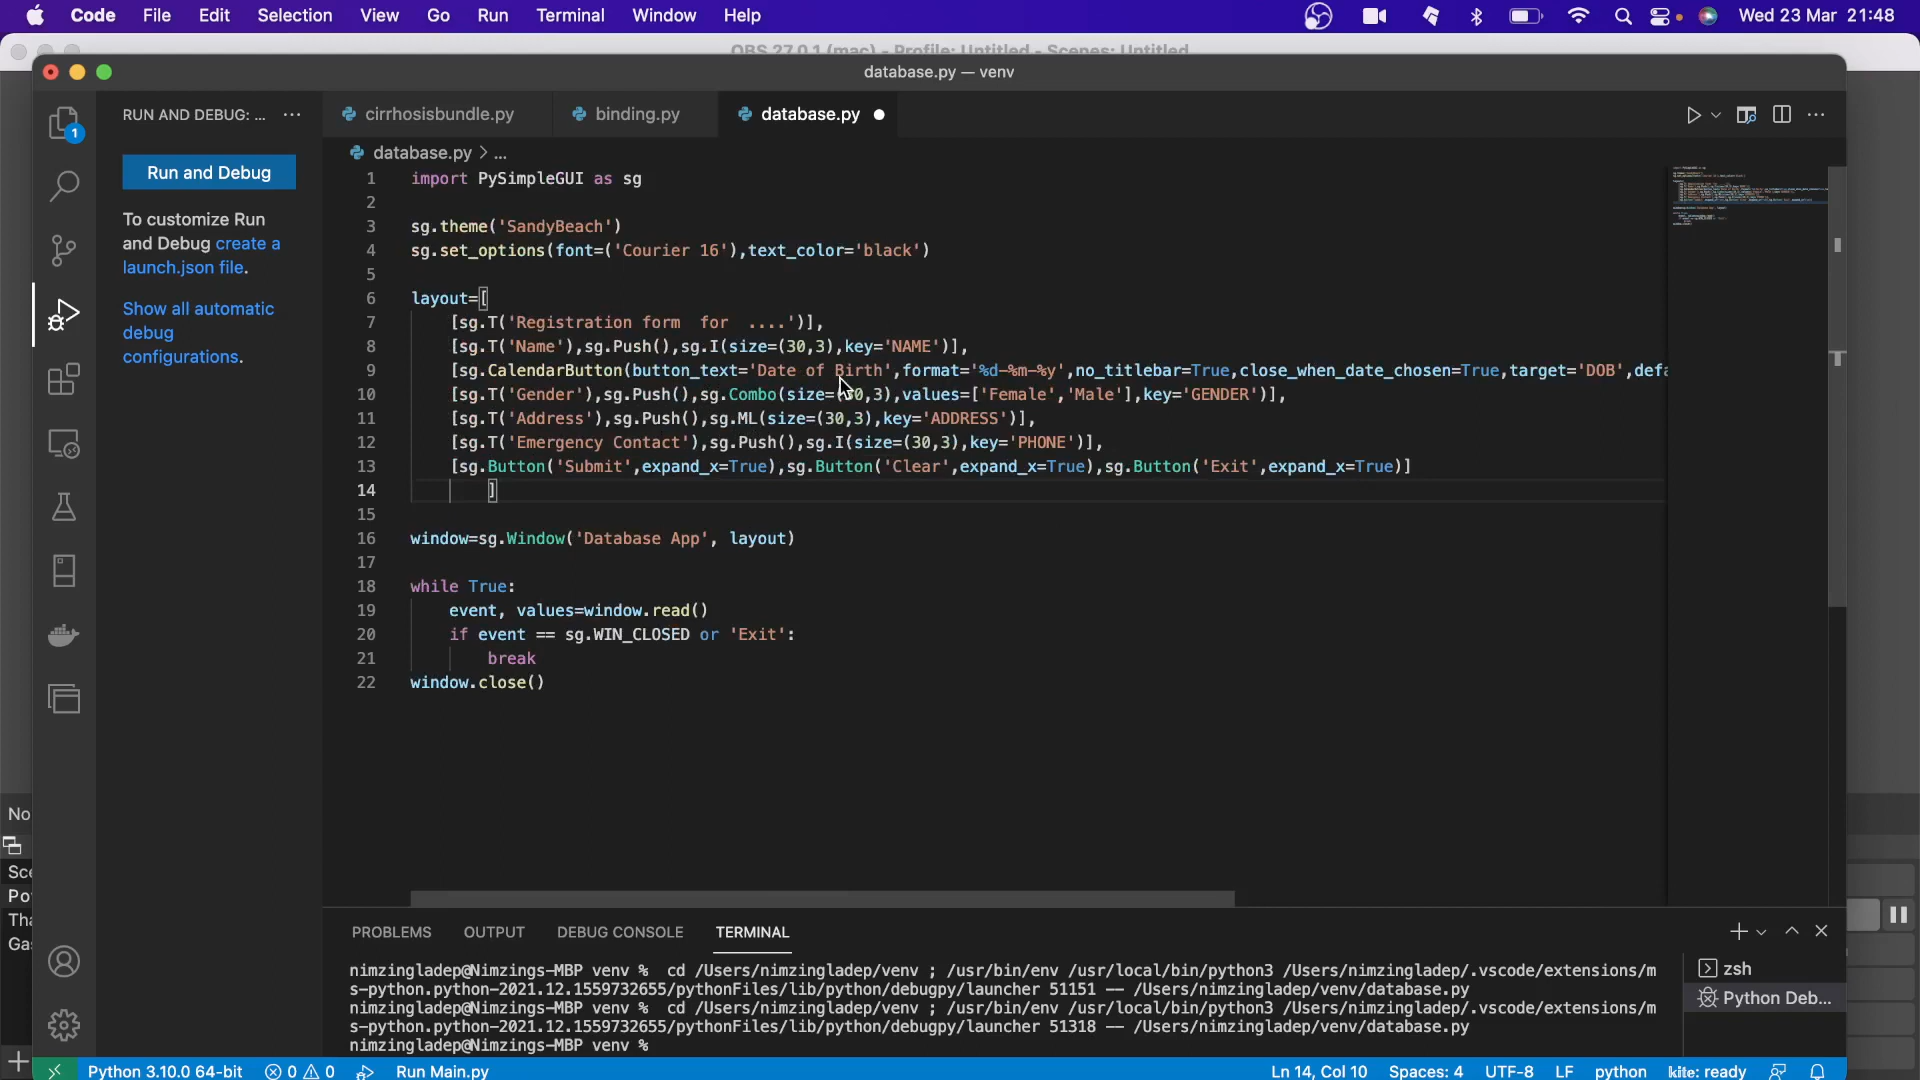 Code File Edit Selection View Go Run Terminal Window Help Wed 23 Mar 21:48
OBS 27.0.1 (mac) - Profile: Untitled - Scenes: Untitled
database.py — venv
RUN AND DEBUG: ... ···
cirrhosisbundle.py binding.py database.py
1
database.py > ...
Run and Debug
To customize Run
and Debug create a
launch.json file.
Show all automatic
debug
configurations.
1 import PySimpleGUI as sg
2
3 sg.theme('SandyBeach')
4 sg.set_options(font=('Courier 16'),text_color='black')
5
6 layout=[
7 [sg.T('Registration form  for  ....')],
8 [sg.T('Name'),sg.Push(),sg.I(size=(30,3),key='NAME')],
9 [sg.CalendarButton(button_text='Date of Birth',format='%d-%m-%y',no_titlebar=True,close_when_date_chosen=True,target='DOB',defa
10 [sg.T('Gender'),sg.Push(),sg.Combo(size=(30,3),values=['Female','Male'],key='GENDER')],
11 [sg.T('Address'),sg.Push(),sg.ML(size=(30,3),key='ADDRESS')],
12 [sg.T('Emergency Contact'),sg.Push(),sg.I(size=(30,3),key='PHONE')],
13 [sg.Button('Submit',expand_x=True),sg.Button('Clear',expand_x=True),sg.Button('Exit',expand_x=True)]
14 ]
15
16 window=sg.Window('Database App', layout)
17
18 while True:
19 event, values=window.read()
20 if event == sg.WIN_CLOSED or 'Exit':
21 break
22 window.close()
No
Sce
Po
Tha
Gas
PROBLEMS OUTPUT DEBUG CONSOLE TERMINAL
nimzingladep@Nimzings-MBP venv %  cd /Users/nimzingladep/venv ; /usr/bin/env /usr/local/bin/python3 /Users/nimzingladep/.vscode/extensions/m
s-python.python-2021.12.1559732655/pythonFiles/lib/python/debugpy/launcher 51151 -- /Users/nimzingladep/venv/database.py
nimzingladep@Nimzings-MBP venv %  cd /Users/nimzingladep/venv ; /usr/bin/env /usr/local/bin/python3 /Users/nimzingladep/.vscode/extensions/m
s-python.python-2021.12.1559732655/pythonFiles/lib/python/debugpy/launcher 51318 -- /Users/nimzingladep/venv/database.py
nimzingladep@Nimzings-MBP venv %
zsh
Python Deb...
Python 3.10.0 64-bit 0 0 Run Main.py Ln 14, Col 10 Spaces: 4 UTF-8 LF python kite: ready